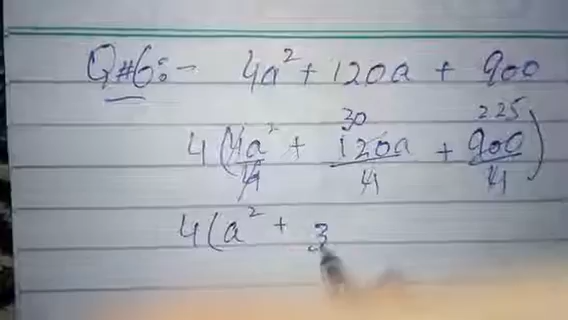 Q#6:- 4a² + 120a + 900
30 225
4(4a²/4 + 120a/4 + 900/4)
4(a² + 3